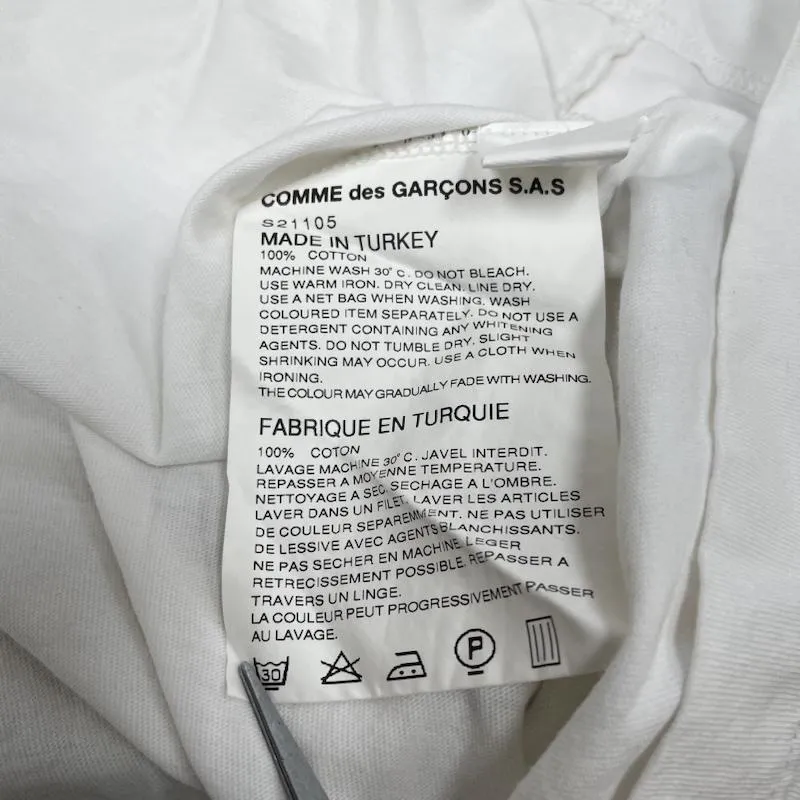 COMME des GARÇONS S.A.S
S21105
MADE IN TURKEY
100% COTTON
MACHINE WASH 30°C. DO NOT BLEACH.
USE WARM IRON. DRY CLEAN. LINE DRY.
USE A NET BAG WHEN WASHING. WASH
COLOURED ITEM SEPARATELY. DO NOT USE A
DETERGENT CONTAINING ANY WHITENING
AGENTS. DO NOT TUMBLE DRY. SLIGHT
SHRINKING MAY OCCUR. USE A CLOTH WHEN
IRONING.
THE COLOUR MAY GRADUALLY FADE WITH WASHING.
FABRIQUE EN TURQUIE
100% COTON
LAVAGE MACHINE 30°C. JAVEL INTERDIT.
REPASSER A MOYENNE TEMPERATURE.
NETTOYAGE A SEC. SECHAGE A L'OMBRE.
LAVER DANS UN FILET. LAVER LES ARTICLES
DE COULEUR SEPAREMMENT. NE PAS UTILISER
DE LESSIVE AVEC AGENTS BLANCHISSANTS.
NE PAS SECHER EN MACHINE. LEGER
RETRECISSEMENT POSSIBLE. REPASSER A
TRAVERS UN LINGE.
LA COULEUR PEUT PROGRESSIVEMENT PASSER
AU LAVAGE.
30 P